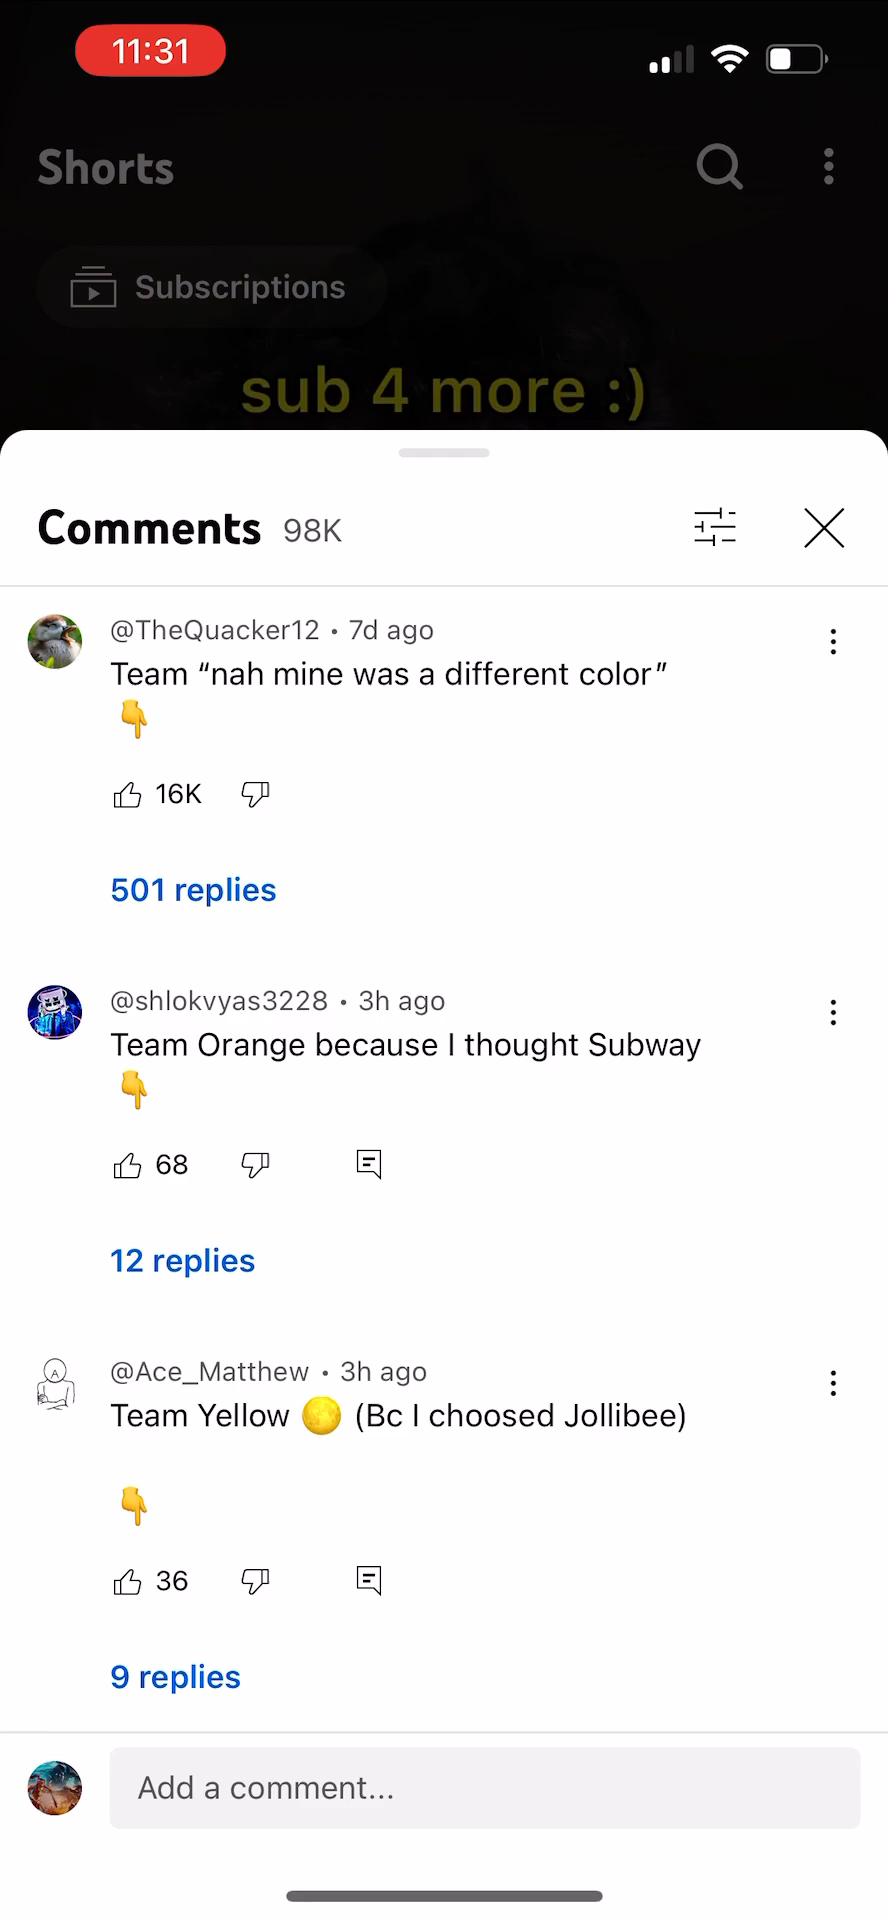 11:31
Shorts
Subscriptions
sub 4 more :)
Comments 98K
@TheQuacker12 • 7d ago
Team “nah mine was a different color”
👇
16K
501 replies
@shlokvyas3228 • 3h ago
Team Orange because I thought Subway
👇
68
12 replies
@Ace_Matthew • 3h ago
Team Yellow 🌕 (Bc I choosed Jollibee)
👇
36
9 replies
Add a comment...